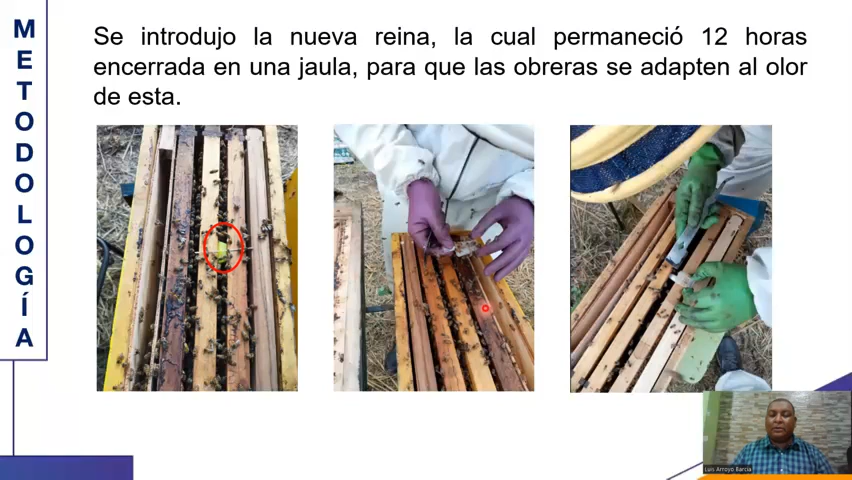 METODOLOGÍA
Se introdujo la nueva reina, la cual permaneció 12 horas
encerrada en una jaula, para que las obreras se adapten al olor
de esta.
Luis Arroyo Barcia